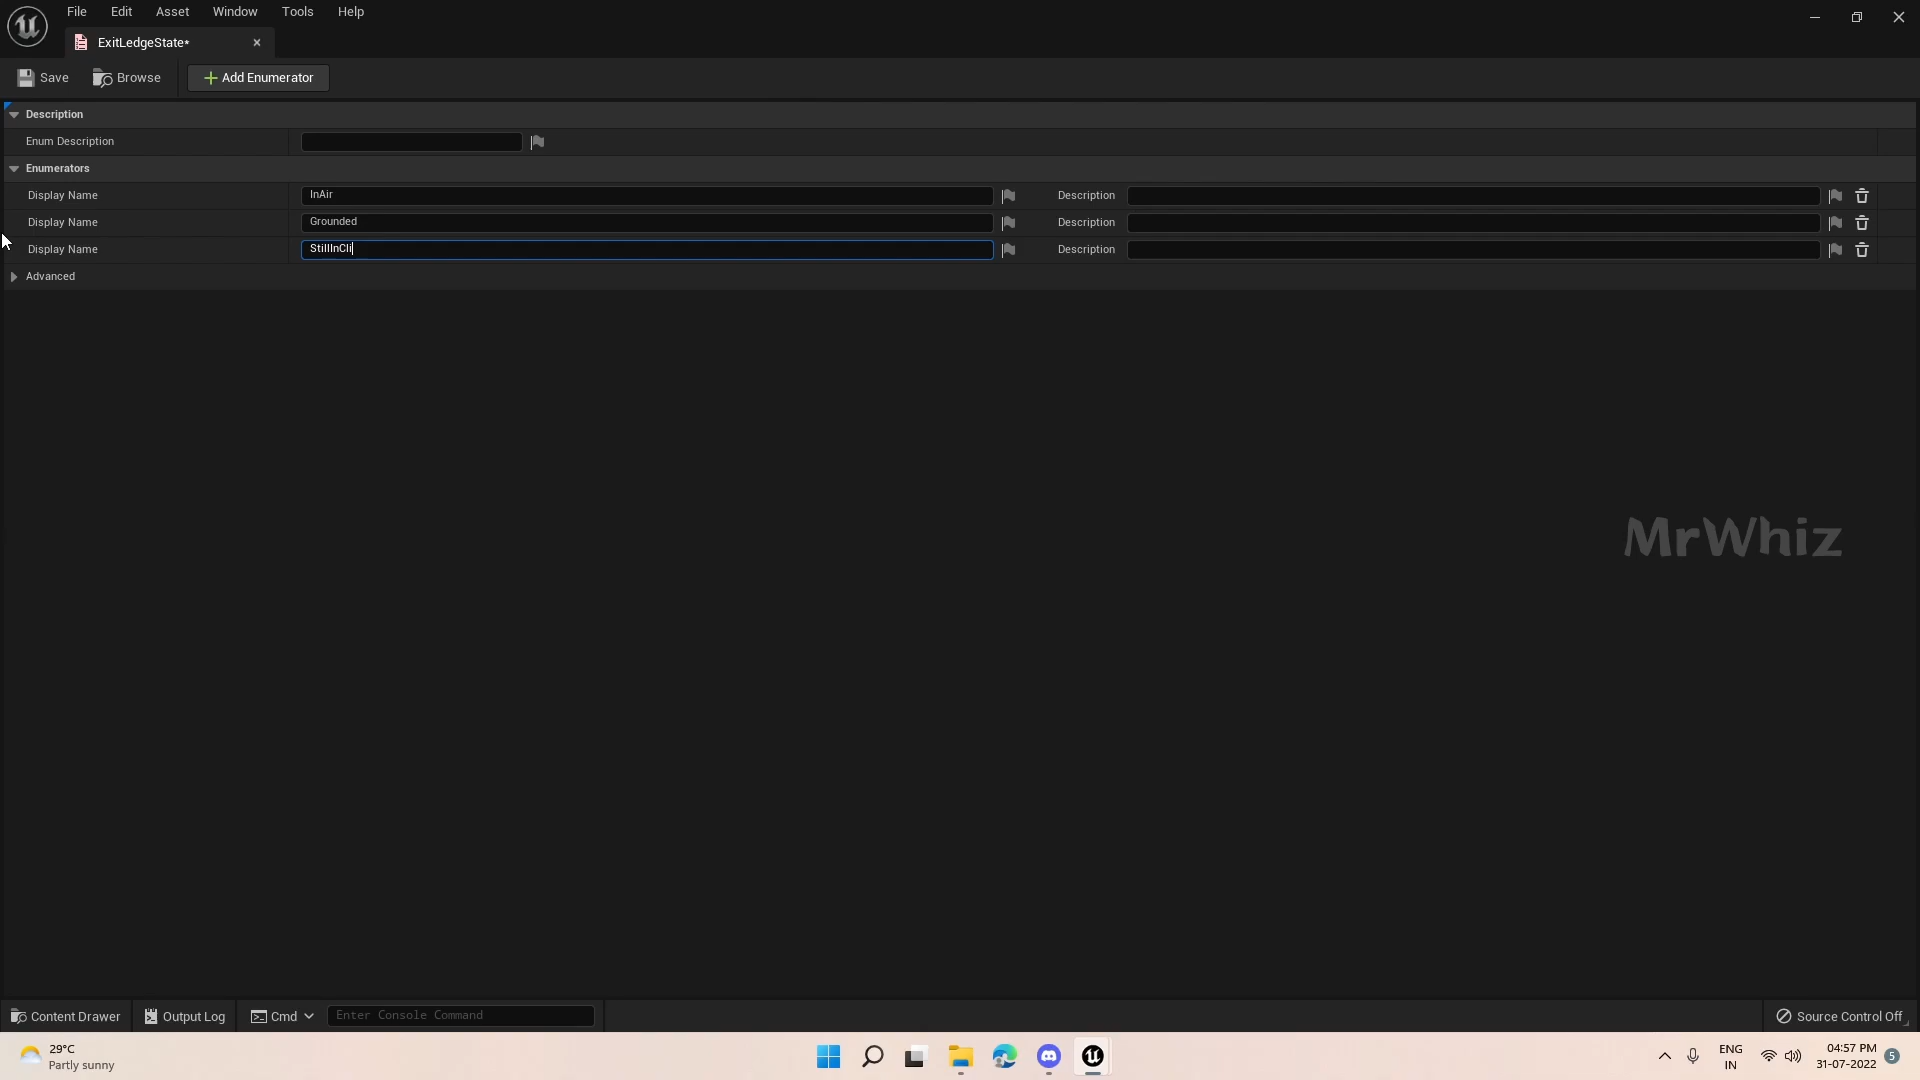 File Edit Asset Window Tools Help
ExitLedgeState*
Save Browse Add Enumerator
Description
Enum Description
Enumerators
Display Name InAir Description
Display Name Grounded Description
Display Name StillInCli Description
Advanced
MrWhiz
Content Drawer Output Log Cmd Enter Console Command Source Control Off
29°C
Partly sunny
ENG
IN
04:57 PM
31-07-2022
5